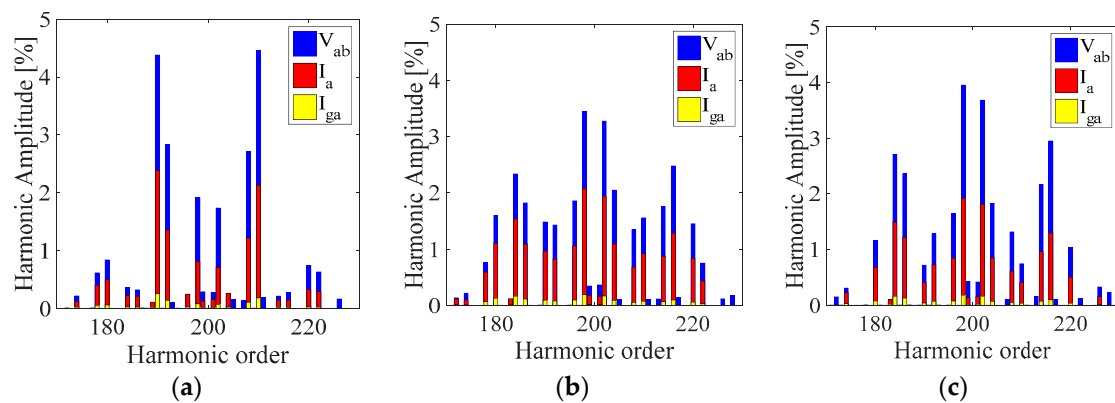 5
4
3
2
1
0
Harmonic Amplitude [%]
V_ab
I_a
I_ga
180
200
220
Harmonic order
(a)
5
4
3
2
1
0
Harmonic Amplitude [%]
V_ab
I_a
I_ga
180
200
220
Harmonic order
(b)
5
4
3
2
1
0
Harmonic Amplitude [%]
V_ab
I_a
I_ga
180
200
220
Harmonic order
(c)